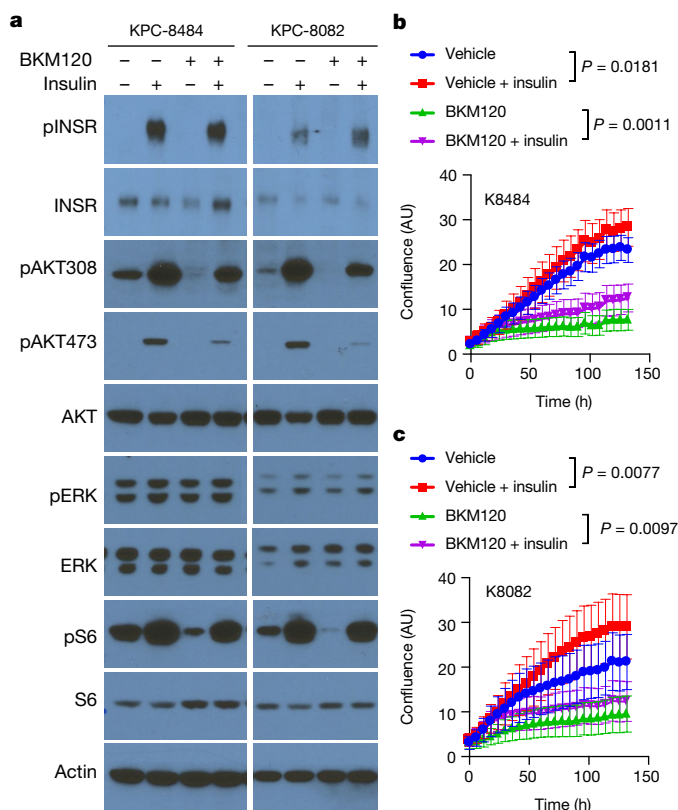 a
KPC-8484 KPC-8082
BKM120 – – + + – – + +
Insulin – + – + – + – +
pINSR
INSR
pAKT308
pAKT473
AKT
pERK
ERK
pS6
S6
Actin
b
Vehicle
Vehicle + insulin
P = 0.0181
BKM120
BKM120 + insulin
P = 0.0011
K8484
Confluence (AU)
40
30
20
10
0
0 50 100 150
Time (h)
c
Vehicle
Vehicle + insulin
P = 0.0077
BKM120
BKM120 + insulin
P = 0.0097
K8082
Confluence (AU)
40
30
20
10
0
0 50 100 150
Time (h)